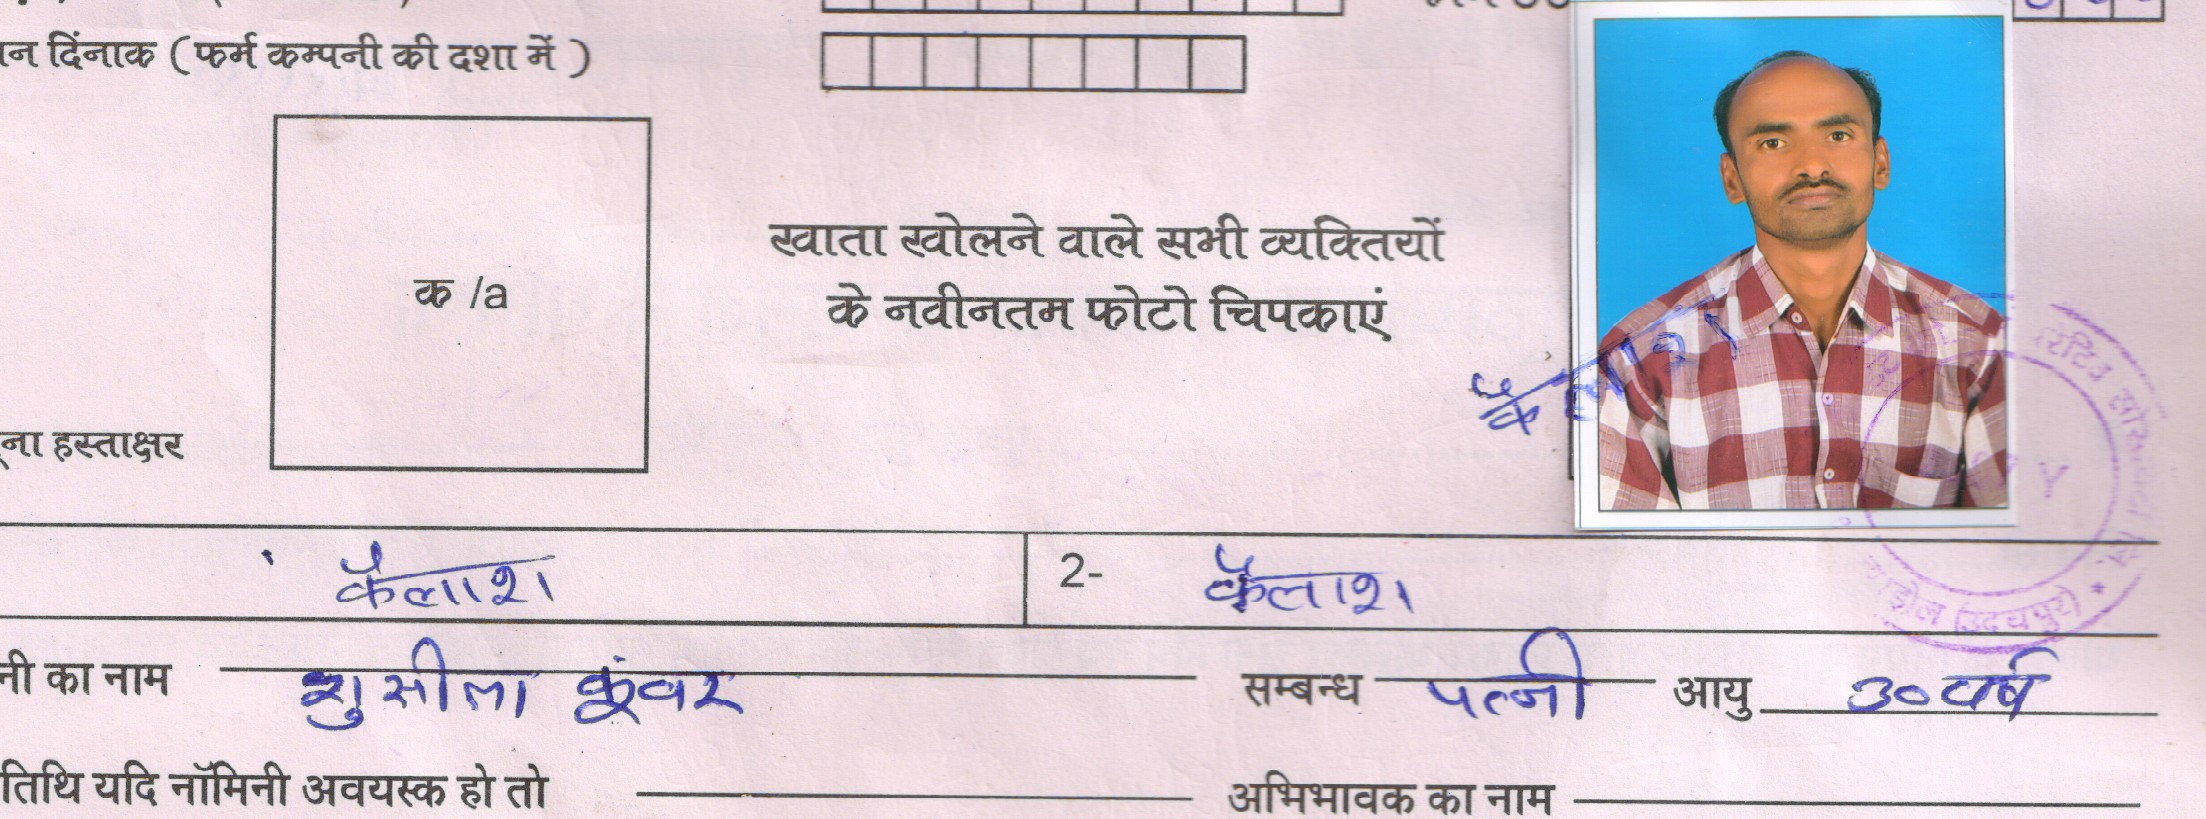 न दिंनाक ( फर्म कम्पनी की दशा में )
क /a
खाता खोलने वाले सभी व्यक्तियों
के नवीनतम फोटो चिपकाएं
कैलाश
ना हस्ताक्षर
कैलाश 2- कैलाश
नी का नाम शुसीला कूंवर सम्बन्ध पत्नी आयु 30 वर्ष
तिथि यदि नॉमिनी अवयस्क हो तो अभिभावक का नाम
(उदयपुर)